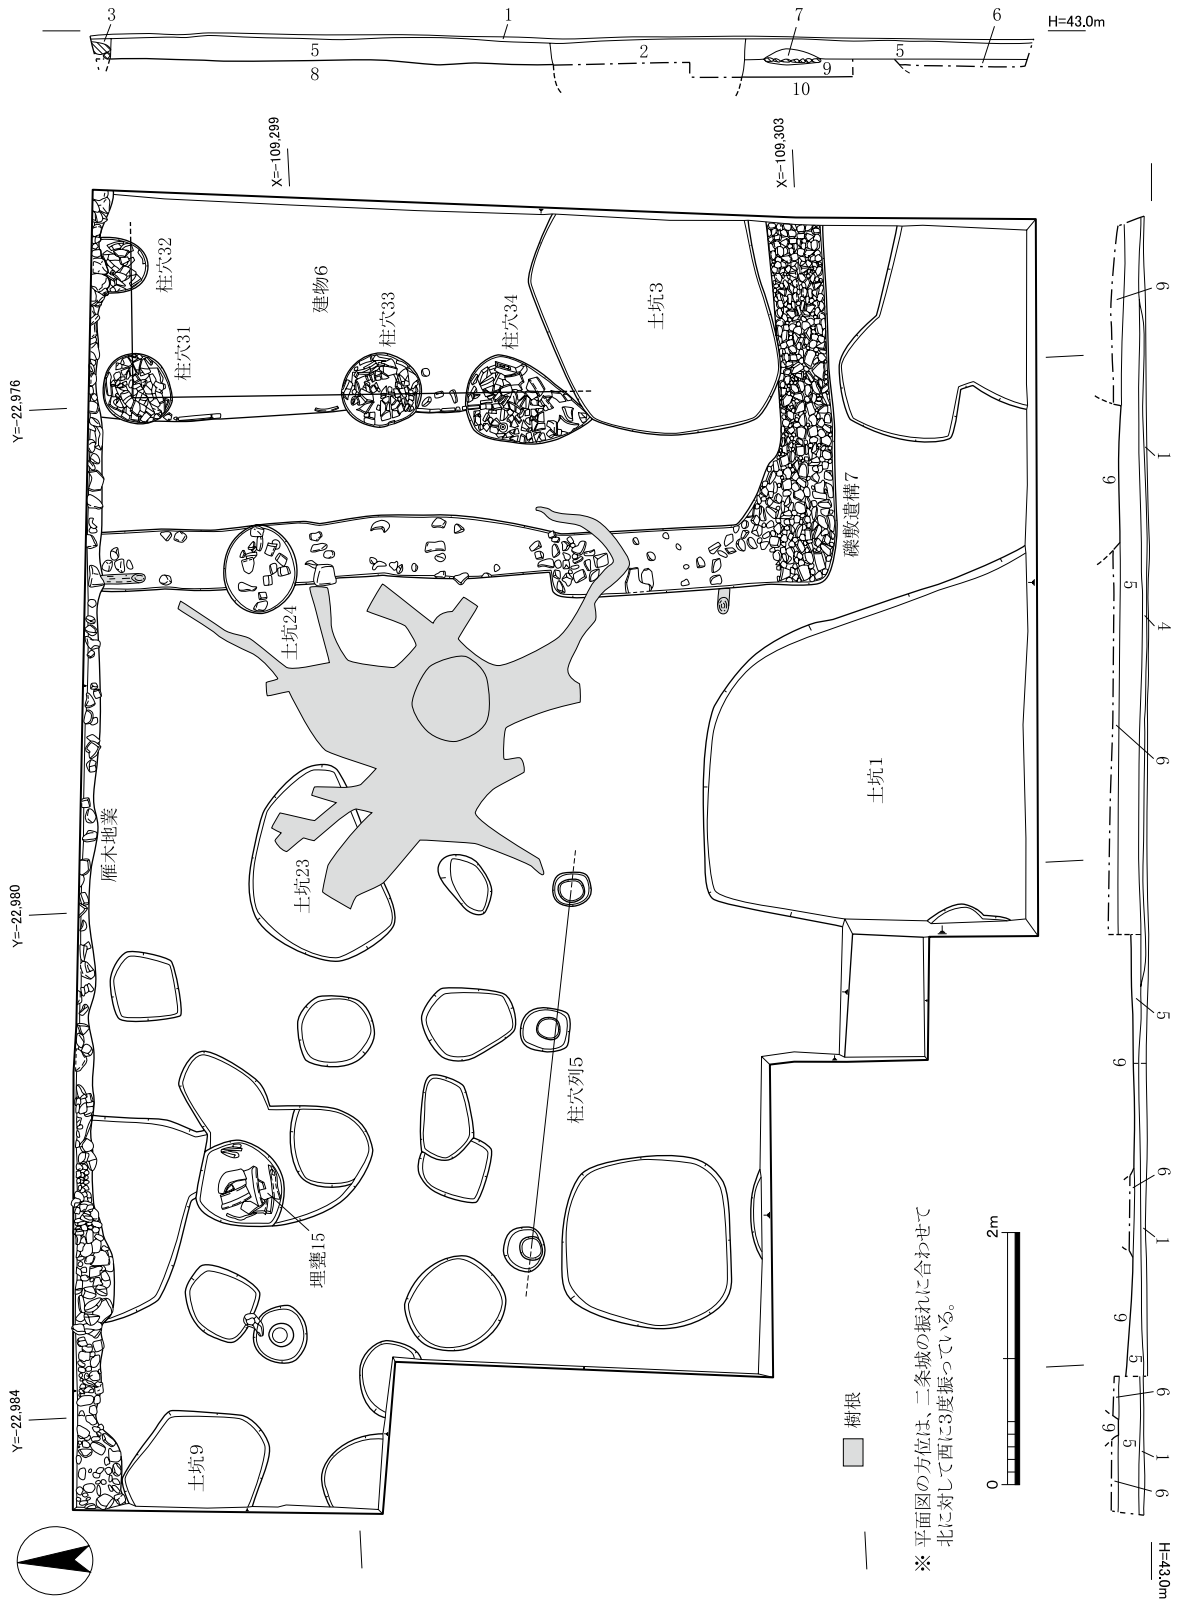 H=43.0m
3
1
7
6
5
2
5
8
9
10
X=-109,299
X=-109,303
Y=-22,976
Y=-22,980
Y=-22,984
柱穴32
柱穴31
建物6
柱穴33
柱穴34
土坑3
礫敷遺構7
土坑24
雁木地業
土坑23
土坑1
柱穴列5
埋甕15
土坑9
樹根
2m
0
※ 平面図の方位は、二条城の振れに合わせて
北に対して西に3度振っている。
6
1
9
5
4
6
5
9
6
1
9
5
6
9
5
1
6
H=43.0m